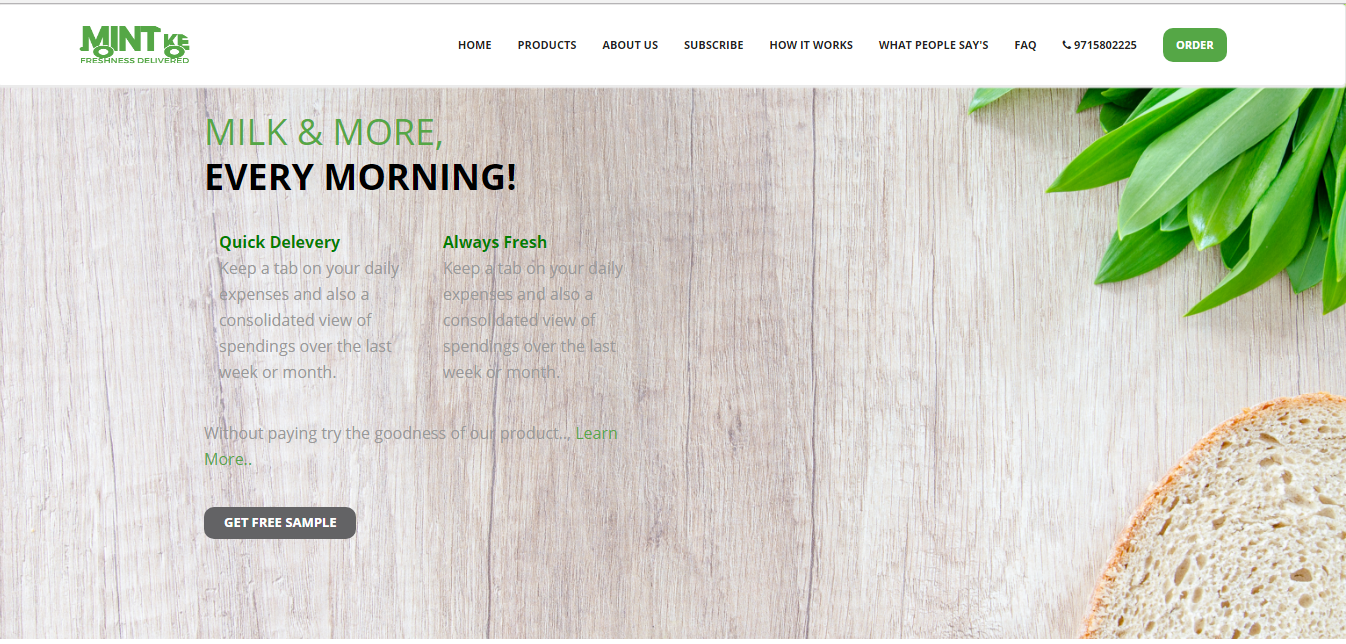 MINT KE
FRESHNESS DELIVERED
HOME PRODUCTS ABOUT US SUBSCRIBE HOW IT WORKS WHAT PEOPLE SAY'S FAQ 9715802225 ORDER
MILK & MORE,
EVERY MORNING!
Quick Delevery
Keep a tab on your daily
expenses and also a
consolidated view of
spendings over the last
week or month.
Always Fresh
Keep a tab on your daily
expenses and also a
consolidated view of
spendings over the last
week or month.
Without paying try the goodness of our product... Learn
More..
GET FREE SAMPLE